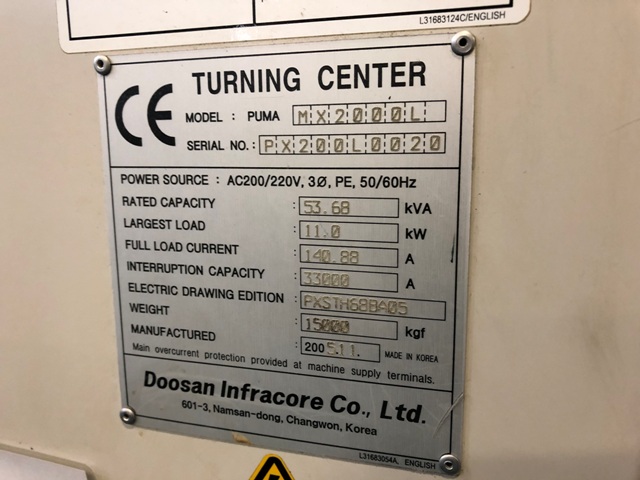 L31683124C/ENGLISH
CE TURNING CENTER
MODEL : PUMA MX2000L
SERIAL NO. : PX200L0020
POWER SOURCE : AC200/220V, 3Ø, PE, 50/60Hz
RATED CAPACITY : 53.68 kVA
LARGEST LOAD : 11.0 kW
FULL LOAD CURRENT : 140.88 A
INTERRUPTION CAPACITY : 33000 A
ELECTRIC DRAWING EDITION : PXSTH68BA05
WEIGHT : 15000 kgf
MANUFACTURED : 2005.11. MADE IN KOREA
Main overcurrent protection provided at machine supply terminals.
Doosan Infracore Co., Ltd.
601-3, Namsan-dong, Changwon, Korea
L31683054A, ENGLISH